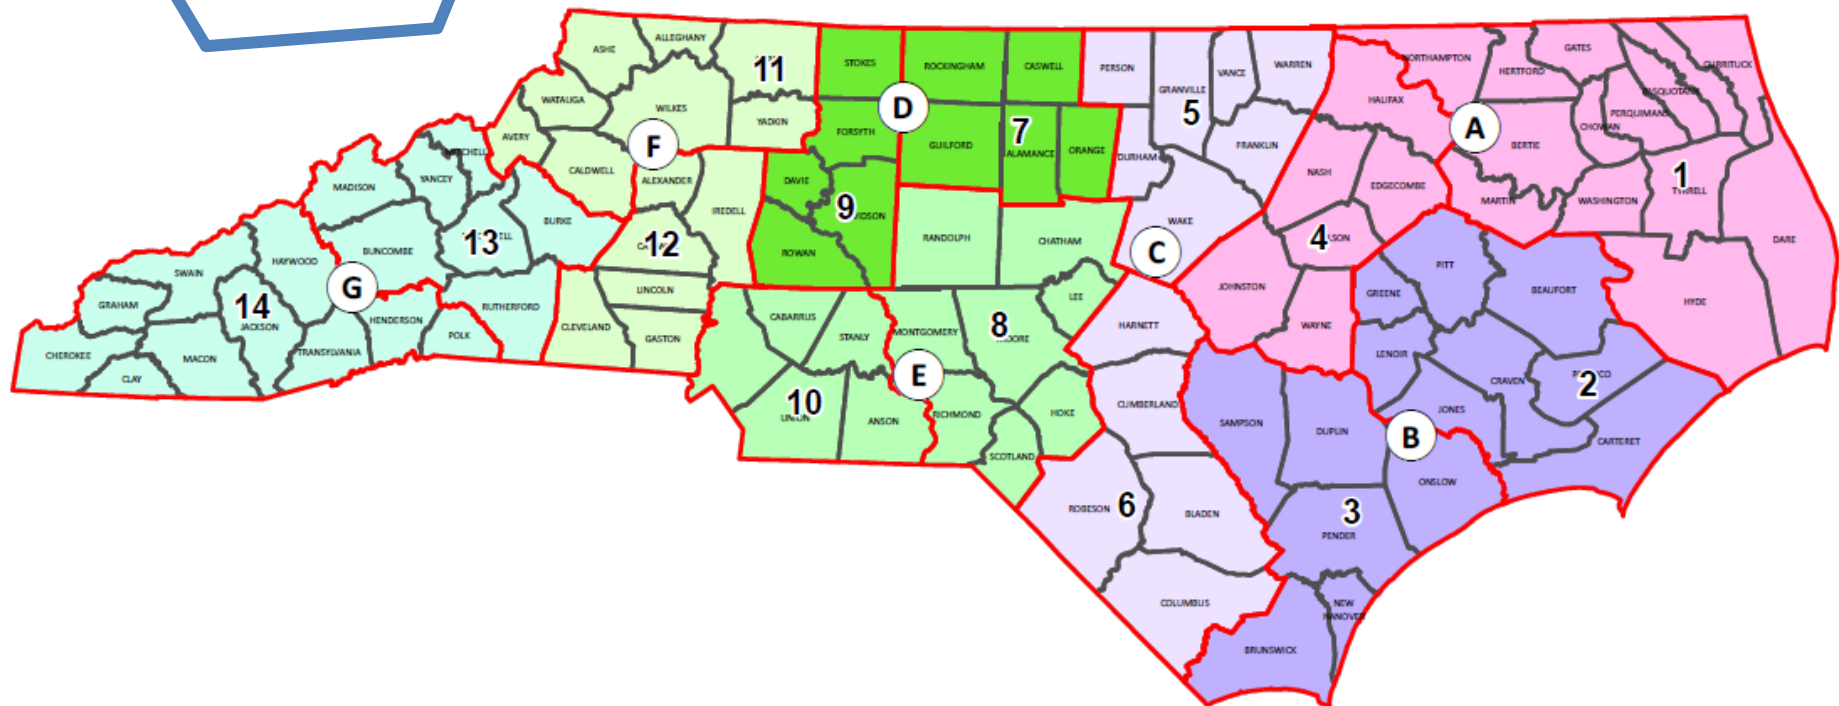 ASHE
ALLEGHANY
11
STOKES
ROCKINGHAM
CASWELL
PERSON
GRANVILLE
VANCE
WARREN
NORTHAMPTON
HERTFORD
GATES
CURRITUCK
PASQUOTANK
PERQUIMANS
CHOWAN
WATAUGA
WILKES
YADKIN
D
FORSYTH
GUILFORD
7
ALAMANCE
ORANGE
5
DURHAM
FRANKLIN
HALIFAX
A
BERTIE
AVERY
F
CALDWELL
ALEXANDER
IREDELL
DAVIE
9
ROWAN
RANDOLPH
CHATHAM
WAKE
C
NASH
EDGECOMBE
MARTIN
WASHINGTON
1
DARE
HYDE
MITCHELL
YANCEY
MADISON
BURKE
13
12
BUNCOMBE
HAYWOOD
SWAIN
GRAHAM
14
JACKSON
G
HENDERSON
RUTHERFORD
POLK
TRANSYLVANIA
CHEROKEE
CLAY
MACON
LINCOLN
CLEVELAND
GASTON
CABARRUS
STANLY
MONTGOMERY
8
LEE
HARNETT
JOHNSTON
4
WAYNE
GREENE
PITT
BEAUFORT
LENOIR
CRAVEN
2
JONES
CARTERET
10
ANSON
E
RICHMOND
HOKE
SCOTLAND
CUMBERLAND
SAMPSON
DUPLIN
B
ONSLOW
ROBESON
6
BLADEN
3
PENDER
COLUMBUS
NEW
HANOVER
BRUNSWICK